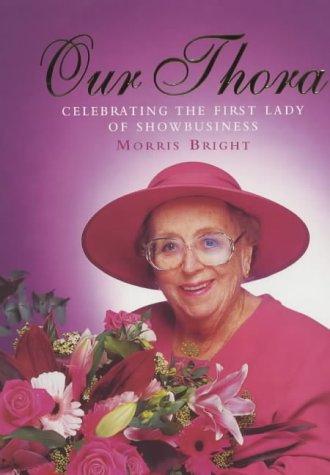 Our Thora
CELEBRATING THE FIRST LADY
OF SHOWBUSINESS
MORRIS BRIGHT